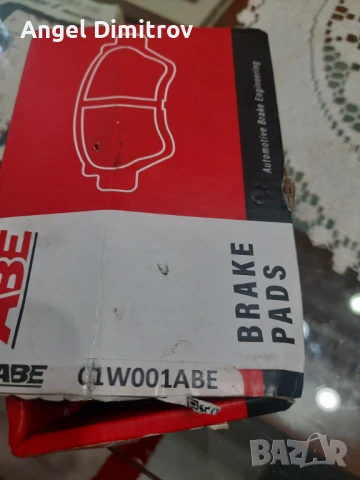 Angel Dimitrov
Automotive Brake Engineering
ABE
BRAKE
PADS
ABE
C1W001ABE
BAZAR